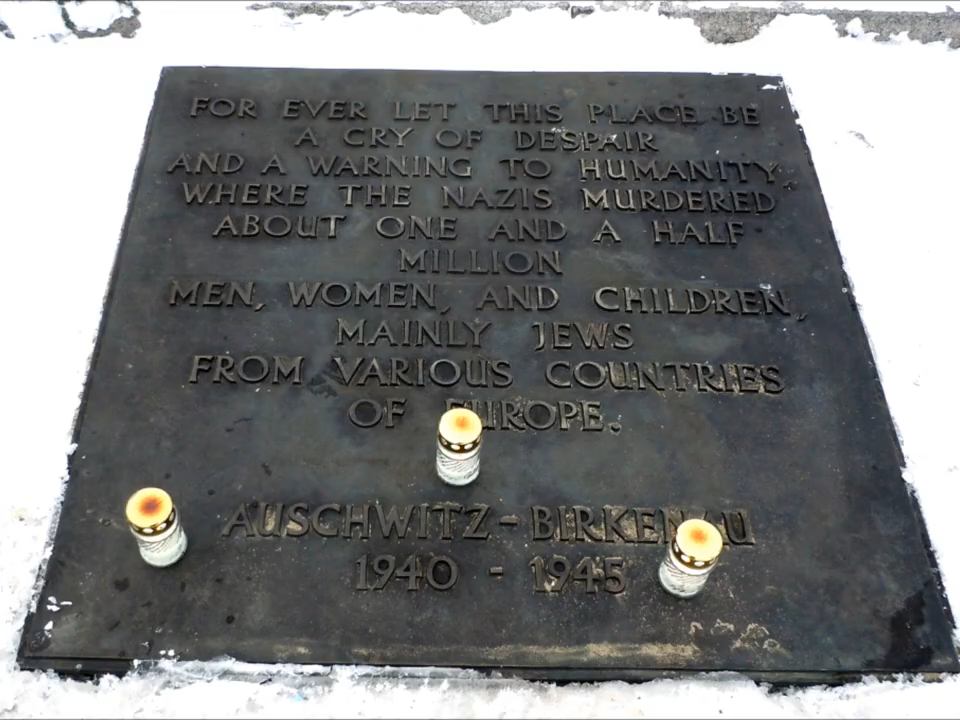 FOR EVER LET THIS PLACE BE
A CRY OF DESPAIR
AND A WARNING TO HUMANITY,
WHERE THE NAZIS MURDERED
ABOUT ONE AND A HALF
MILLION
MEN, WOMEN, AND CHILDREN,
MAINLY JEWS
FROM VARIOUS COUNTRIES
OF EUROPE.
AUSCHWITZ - BIRKENAU
1940 - 1945